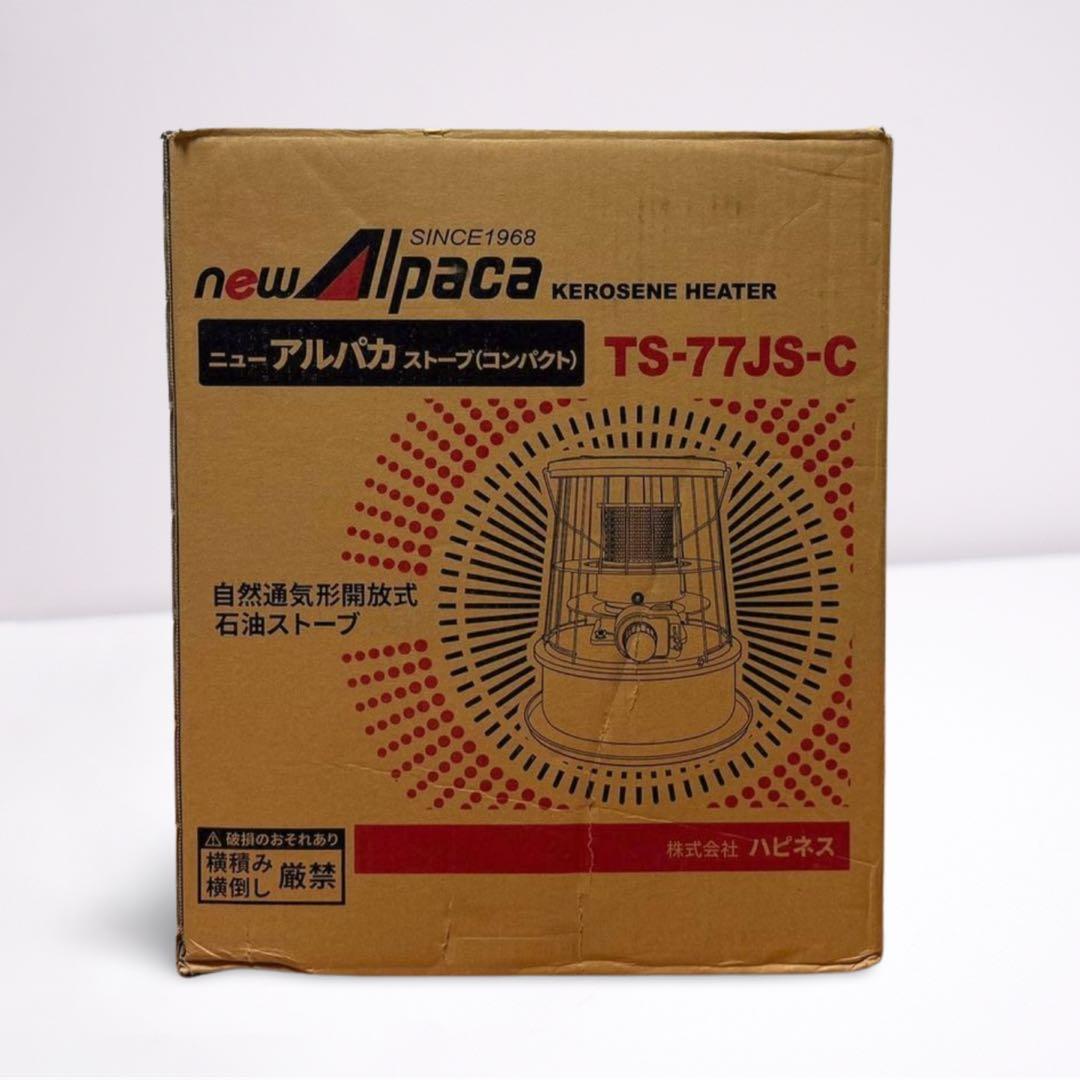 SINCE1968
newAlpaca KEROSENE HEATER
ニューアルパカ ストーブ(コンパクト) TS-77JS-C
自然通気形開放式
石油ストーブ
⚠破損のおそれあり
横積み
横倒し 厳禁
株式会社 ハピネス